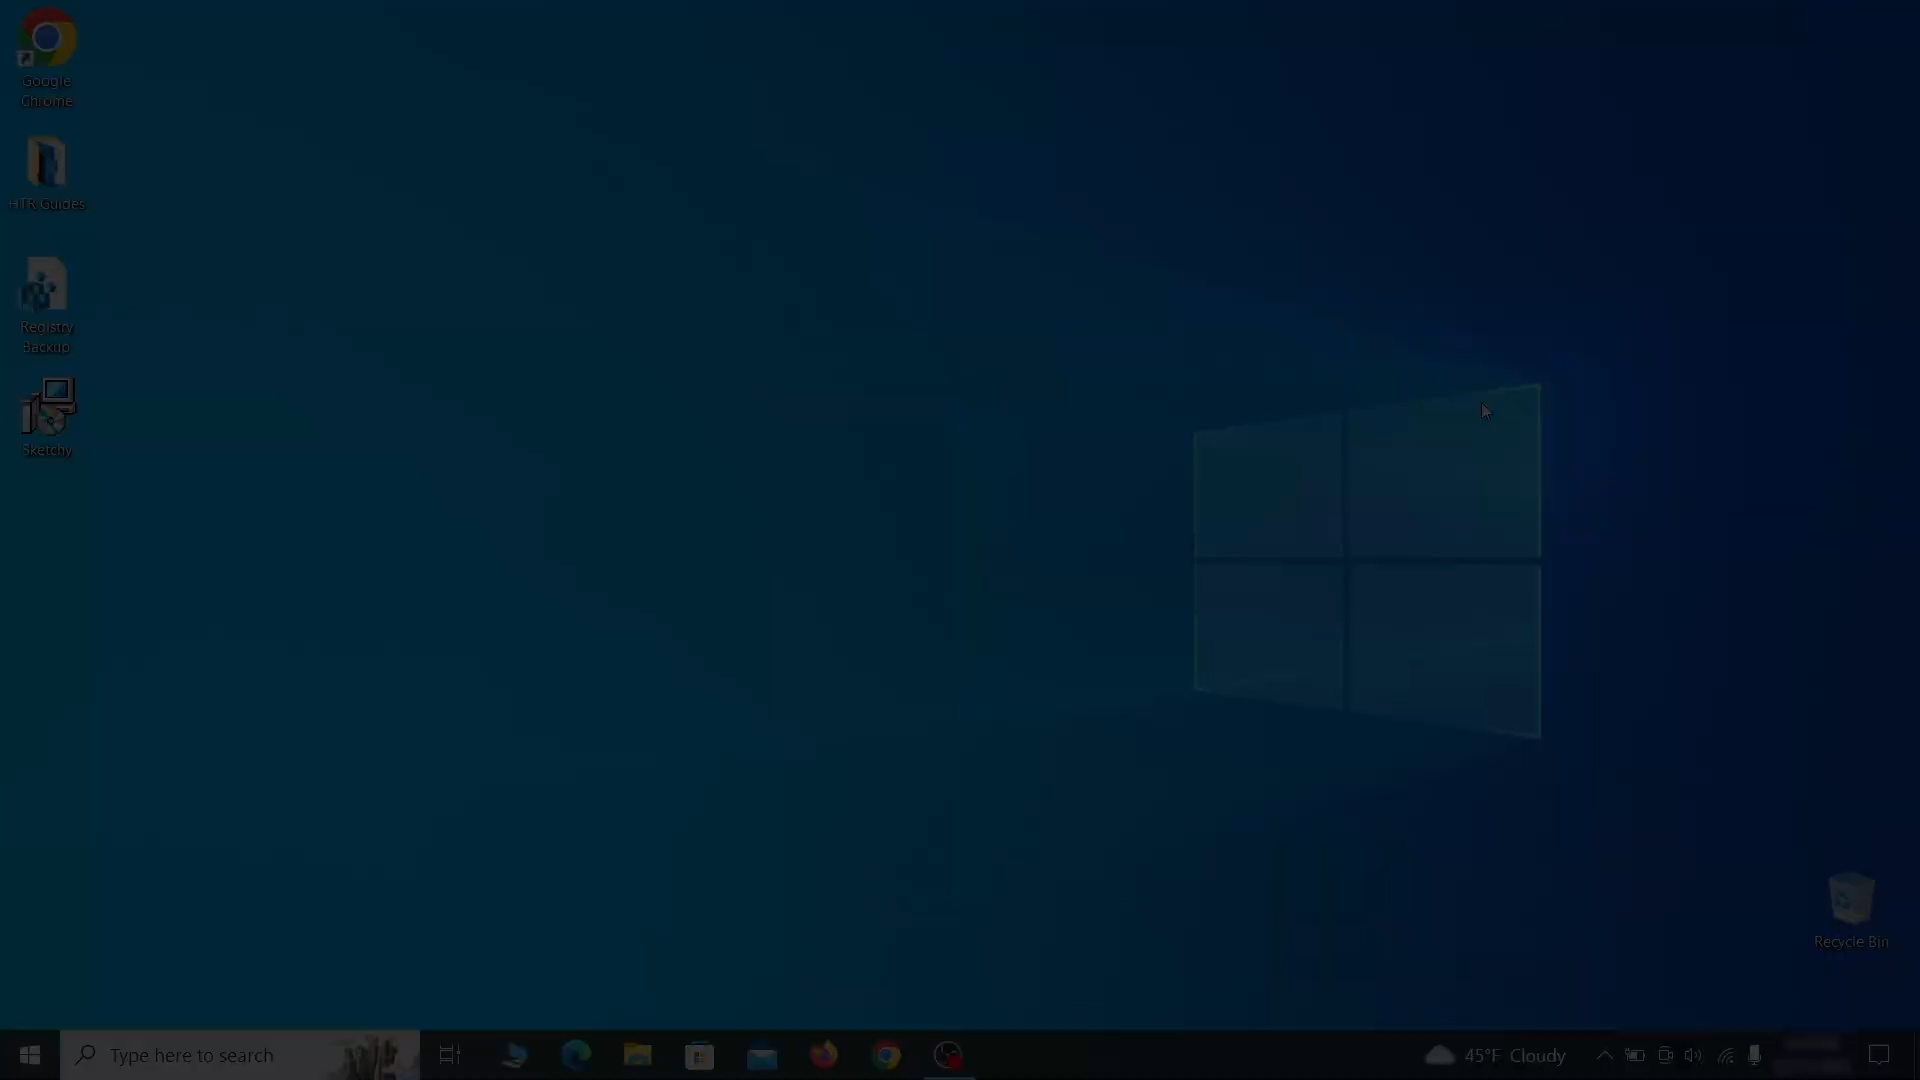 Google
Chrome
HTR Guides
Registry
Backup
Sketchy
Recycle Bin
Type here to search
45°F Cloudy